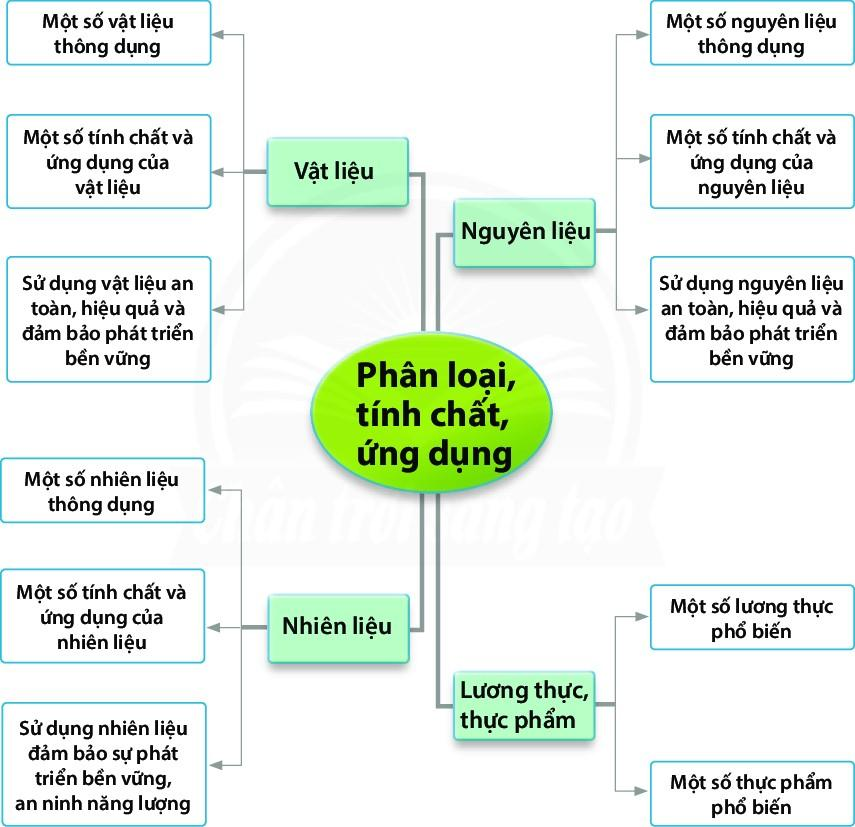 Một số vật liệu
thông dụng
Một số tính chất và
ứng dụng của
vật liệu
Sử dụng vật liệu an
toàn, hiệu quả và
đảm bảo phát triển
bền vững
Vật liệu
Một số nguyên liệu
thông dụng
Một số tính chất và
ứng dụng của
nguyên liệu
Sử dụng nguyên liệu
an toàn, hiệu quả và
đảm bảo phát triển
bền vững
Nguyên liệu
Phân loại,
tính chất,
ứng dụng
Chân trời sáng tạo
Một số nhiên liệu
thông dụng
Một số tính chất và
ứng dụng của
nhiên liệu
Sử dụng nhiên liệu
đảm bảo sự phát
triển bền vững,
an ninh năng lượng
Nhiên liệu
Lương thực,
thực phẩm
Một số lương thực
phổ biến
Một số thực phẩm
phổ biến